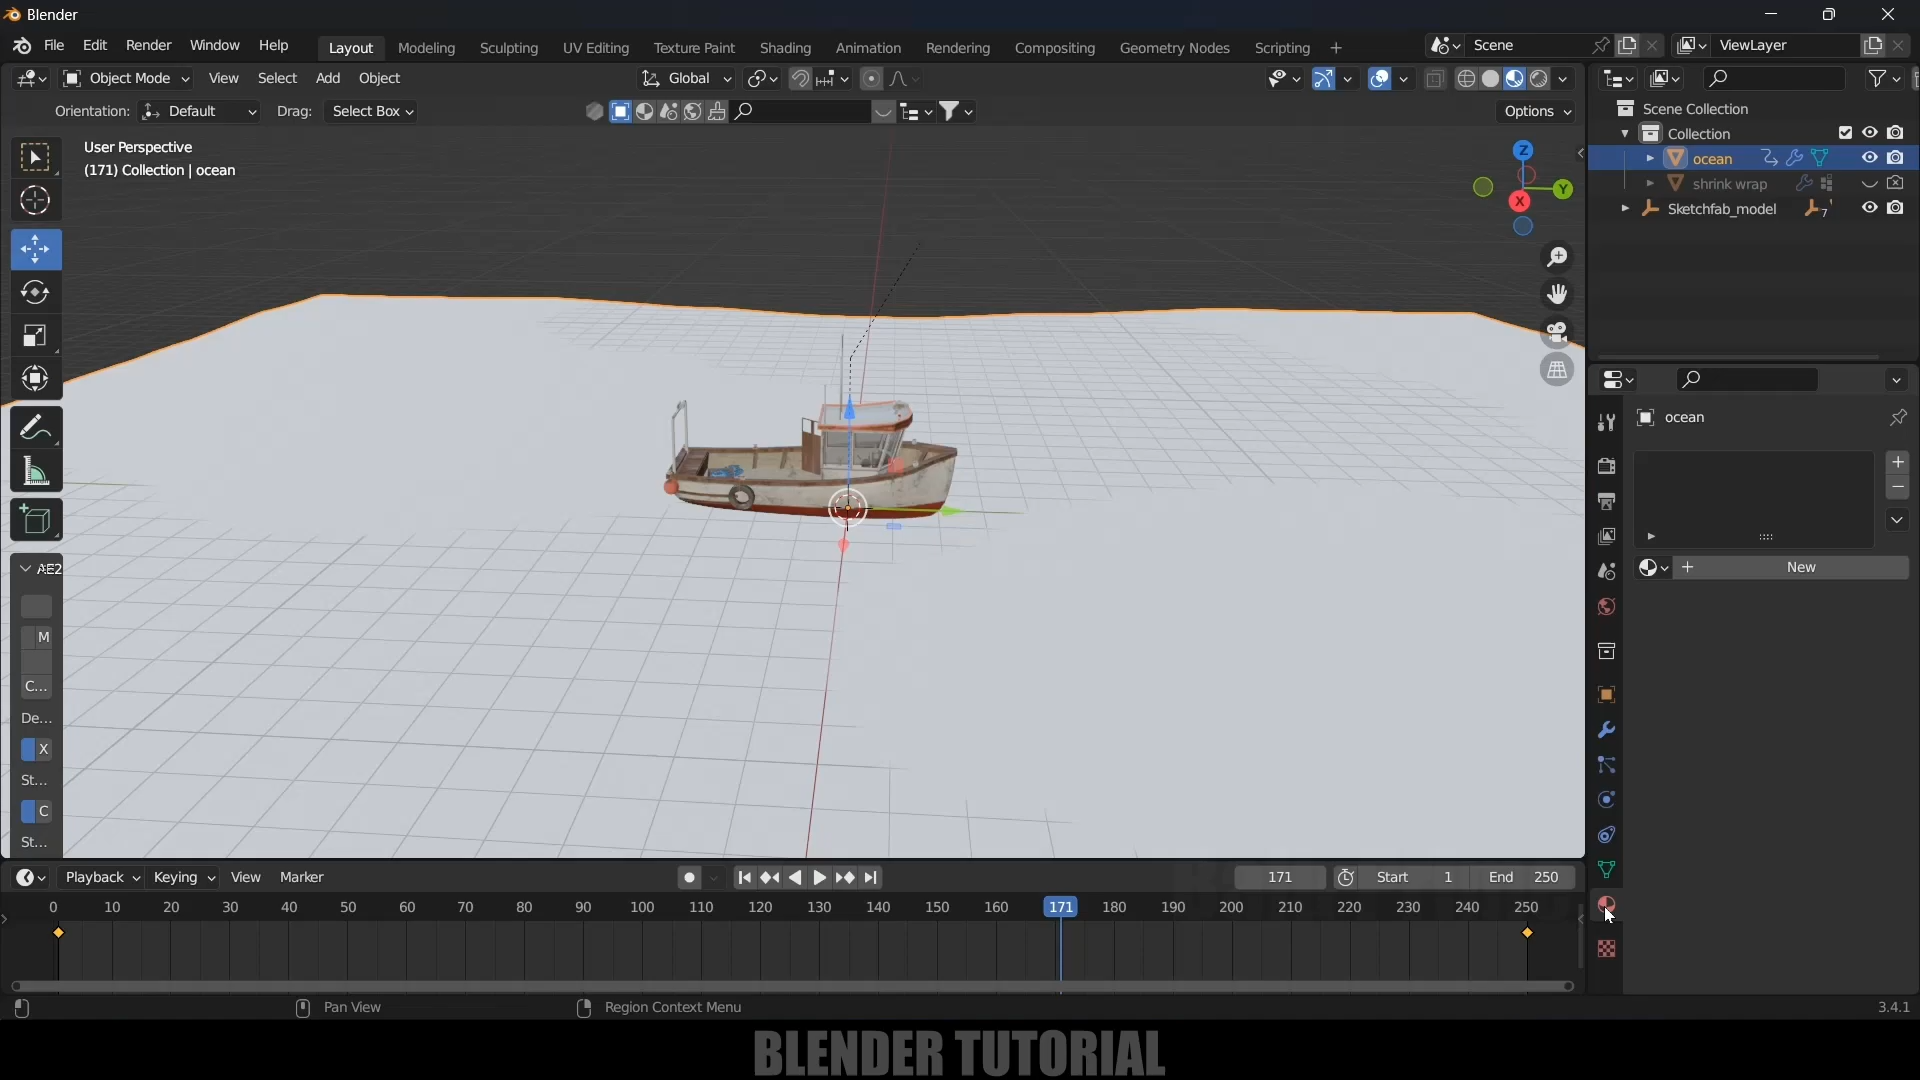 Blender
File Edit Render Window Help Layout Modeling Sculpting UV Editing Texture Paint Shading Animation Rendering Compositing Geometry Nodes Scripting + Scene ViewLayer
Object Mode View Select Add Object Global
Orientation: Default Drag: Select Box Options
User Perspective
(171) Collection | ocean
Z
Y
X
Scene Collection
Collection
ocean
shrink wrap
Sketchfab_model 7
ocean
New
M
C...
De...
X
St...
C
St...
Playback Keying View Marker 171 Start 1 End 250
0 10 20 30 40 50 60 70 80 90 100 110 120 130 140 150 160 171 180 190 200 210 220 230 240 250
Pan View Region Context Menu 3.4.1
BLENDER TUTORIAL